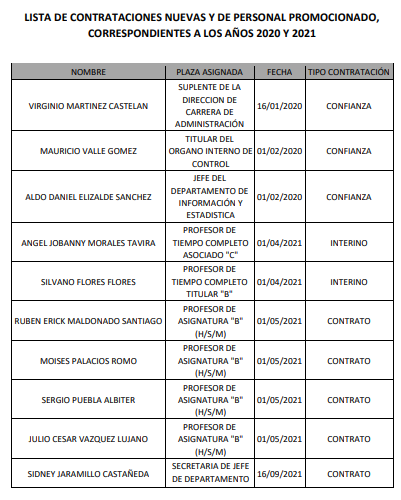 LISTA DE CONTRATACIONES NUEVAS Y DE PERSONAL PROMOCIONADO,
CORRESPONDIENTES A LOS AÑOS 2020 Y 2021
NOMBRE PLAZA ASIGNADA FECHA TIPO CONTRATACIÓN
VIRGINIO MARTINEZ CASTELAN SUPLENTE DE LA DIRECCION DE CARRERA DE ADMINISTRACIÓN 16/01/2020 CONFIANZA
MAURICIO VALLE GOMEZ TITULAR DEL ORGANO INTERNO DE CONTROL 01/02/2020 CONFIANZA
ALDO DANIEL ELIZALDE SANCHEZ JEFE DEL DEPARTAMENTO DE INFORMACIÓN Y ESTADISTICA 01/02/2020 CONFIANZA
ANGEL JOBANNY MORALES TAVIRA PROFESOR DE TIEMPO COMPLETO ASOCIADO "C" 01/04/2021 INTERINO
SILVANO FLORES FLORES PROFESOR DE TIEMPO COMPLETO TITULAR "B" 01/04/2021 INTERINO
RUBEN ERICK MALDONADO SANTIAGO PROFESOR DE ASIGNATURA "B" (H/S/M) 01/05/2021 CONTRATO
MOISES PALACIOS ROMO PROFESOR DE ASIGNATURA "B" (H/S/M) 01/05/2021 CONTRATO
SERGIO PUEBLA ALBITER PROFESOR DE ASIGNATURA "B" (H/S/M) 01/05/2021 CONTRATO
JULIO CESAR VAZQUEZ LUJANO PROFESOR DE ASIGNATURA "B" (H/S/M) 01/05/2021 CONTRATO
SIDNEY JARAMILLO CASTAÑEDA SECRETARIA DE JEFE DE DEPARTAMENTO 16/09/2021 CONTRATO